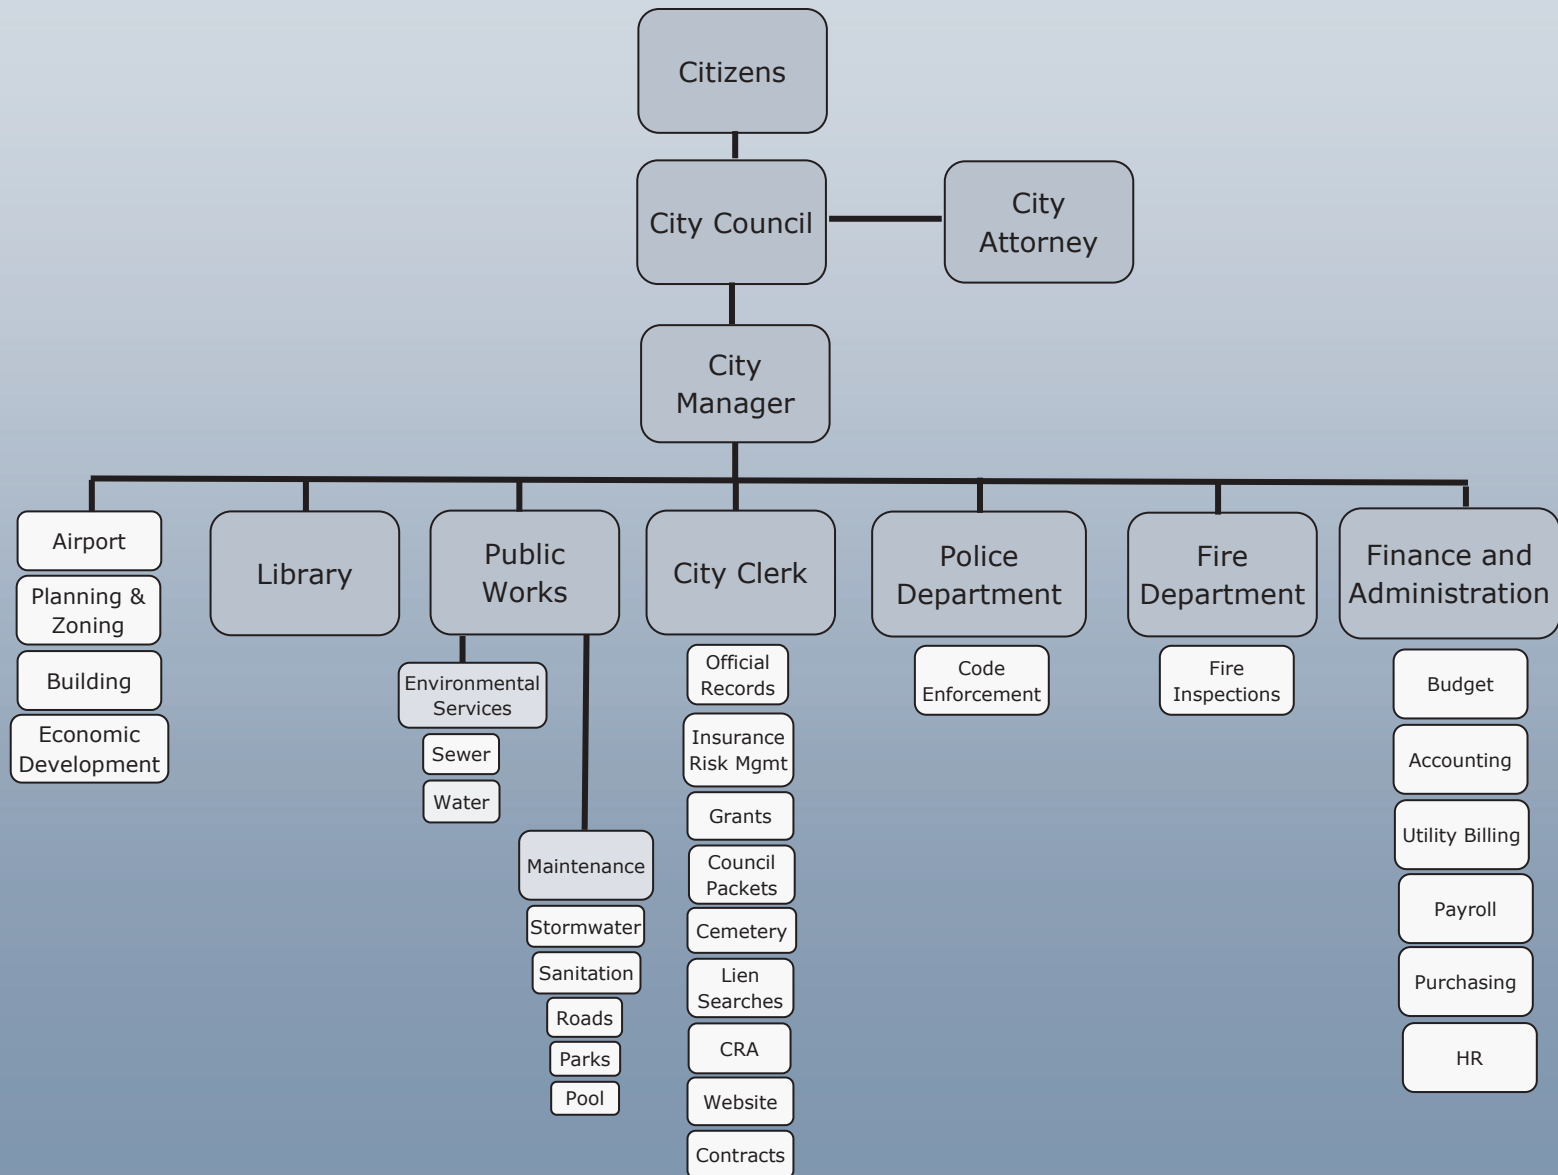 Citizens
City Council
City
Attorney
City
Manager
Airport
Planning &
Zoning
Building
Economic
Development
Library
Public
Works
Environmental
Services
Sewer
Water
Maintenance
Stormwater
Sanitation
Roads
Parks
Pool
City Clerk
Official
Records
Insurance
Risk Mgmt
Grants
Council
Packets
Cemetery
Lien
Searches
CRA
Website
Contracts
Police
Department
Code
Enforcement
Fire
Department
Fire
Inspections
Finance and
Administration
Budget
Accounting
Utility Billing
Payroll
Purchasing
HR